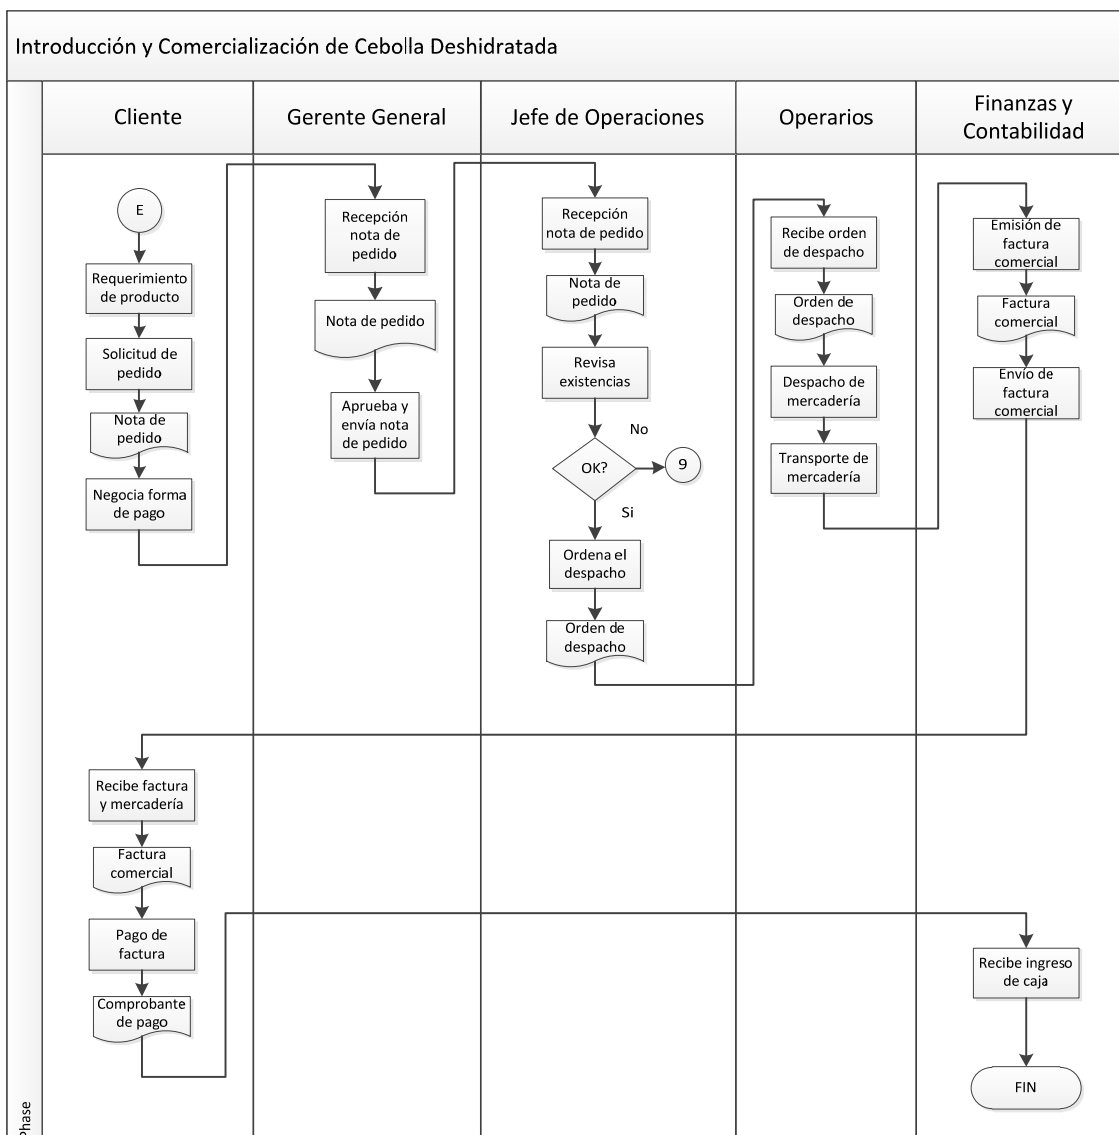 Introducción y Comercialización de Cebolla Deshidratada
Cliente
Gerente General
Jefe de Operaciones
Operarios
Finanzas y
Contabilidad
E
Requerimiento
de producto
Solicitud de
pedido
Nota de
pedido
Negocia forma
de pago
Recepción
nota de
pedido
Nota de pedido
Aprueba y
envía nota
de pedido
Recepción
nota de pedido
Nota de
pedido
Revisa
existencias
OK?
No
9
Si
Ordena el
despacho
Orden de
despacho
Recibe orden
de despacho
Orden de
despacho
Despacho de
mercadería
Transporte de
mercadería
Emisión de
factura
comercial
Factura
comercial
Envío de
factura
comercial
Recibe factura
y mercadería
Factura
comercial
Pago de
factura
Comprobante
de pago
Recibe ingreso
de caja
FIN
Phase